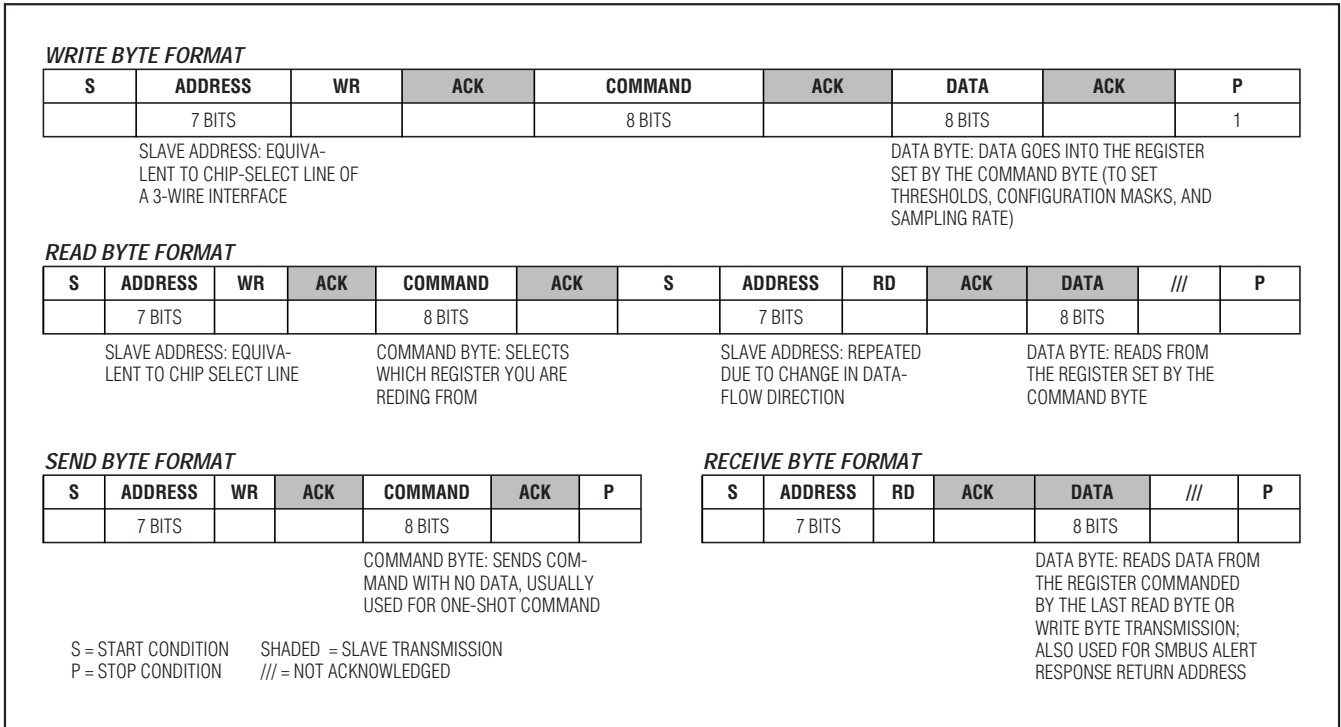 WRITE BYTE FORMAT
S ADDRESS WR ACK COMMAND ACK DATA ACK P
7 BITS 8 BITS 8 BITS 1
SLAVE ADDRESS: EQUIVA-
LENT TO CHIP-SELECT LINE OF
A 3-WIRE INTERFACE
DATA BYTE: DATA GOES INTO THE REGISTER
SET BY THE COMMAND BYTE (TO SET
THRESHOLDS, CONFIGURATION MASKS, AND
SAMPLING RATE)
READ BYTE FORMAT
S ADDRESS WR ACK COMMAND ACK S ADDRESS RD ACK DATA /// P
7 BITS 8 BITS 7 BITS 8 BITS
SLAVE ADDRESS: EQUIVA-
LENT TO CHIP SELECT LINE
COMMAND BYTE: SELECTS
WHICH REGISTER YOU ARE
REDING FROM
SLAVE ADDRESS: REPEATED
DUE TO CHANGE IN DATA-
FLOW DIRECTION
DATA BYTE: READS FROM
THE REGISTER SET BY THE
COMMAND BYTE
SEND BYTE FORMAT
S ADDRESS WR ACK COMMAND ACK P
7 BITS 8 BITS
COMMAND BYTE: SENDS COM-
MAND WITH NO DATA, USUALLY
USED FOR ONE-SHOT COMMAND
RECEIVE BYTE FORMAT
S ADDRESS RD ACK DATA /// P
7 BITS 8 BITS
DATA BYTE: READS DATA FROM
THE REGISTER COMMANDED
BY THE LAST READ BYTE OR
WRITE BYTE TRANSMISSION;
ALSO USED FOR SMBUS ALERT
RESPONSE RETURN ADDRESS
S = START CONDITION SHADED = SLAVE TRANSMISSION
P = STOP CONDITION /// = NOT ACKNOWLEDGED